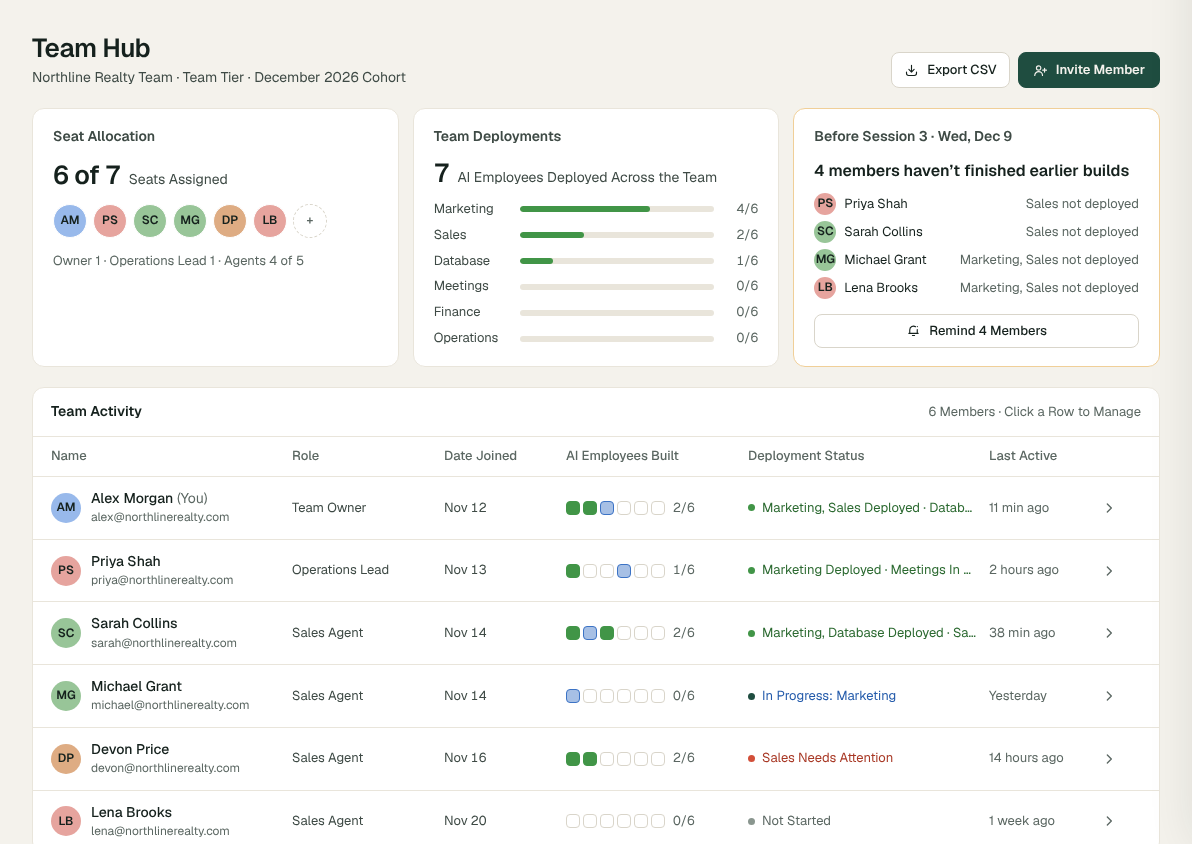 Team Hub
Northline Realty Team · Team Tier · December 2026 Cohort
Export CSV
Invite Member
Seat Allocation
6 of 7 Seats Assigned
AM PS SC MG DP LB +
Owner 1 · Operations Lead 1 · Agents 4 of 5
Team Deployments
7 AI Employees Deployed Across the Team
Marketing 4/6
Sales 2/6
Database 1/6
Meetings 0/6
Finance 0/6
Operations 0/6
Before Session 3 · Wed, Dec 9
4 members haven’t finished earlier builds
PS Priya Shah Sales not deployed
SC Sarah Collins Sales not deployed
MG Michael Grant Marketing, Sales not deployed
LB Lena Brooks Marketing, Sales not deployed
Remind 4 Members
Team Activity 6 Members · Click a Row to Manage
Name Role Date Joined AI Employees Built Deployment Status Last Active
AM Alex Morgan (You) Team Owner Nov 12 2/6 Marketing, Sales Deployed · Datab… 11 min ago
alex@northlinerealty.com
PS Priya Shah Operations Lead Nov 13 1/6 Marketing Deployed · Meetings In … 2 hours ago
priya@northlinerealty.com
SC Sarah Collins Sales Agent Nov 14 2/6 Marketing, Database Deployed · Sa… 38 min ago
sarah@northlinerealty.com
MG Michael Grant Sales Agent Nov 14 0/6 In Progress: Marketing Yesterday
michael@northlinerealty.com
DP Devon Price Sales Agent Nov 16 2/6 Sales Needs Attention 14 hours ago
devon@northlinerealty.com
LB Lena Brooks Sales Agent Nov 20 0/6 Not Started 1 week ago
lena@northlinerealty.com